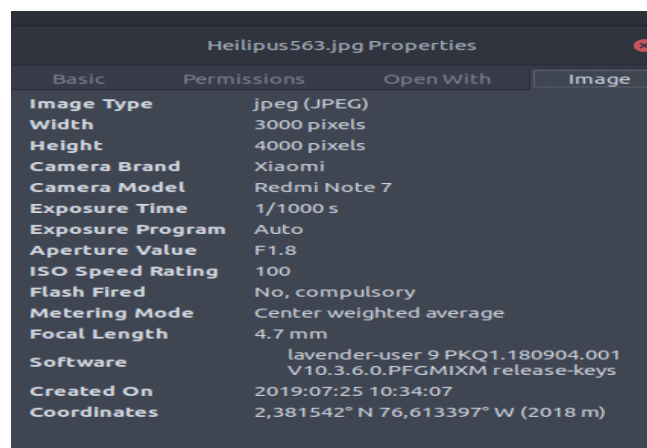 Heilipus563.jpg Properties
Basic Permissions Open With Image
Image Type jpeg (JPEG)
Width 3000 pixels
Height 4000 pixels
Camera Brand Xiaomi
Camera Model Redmi Note 7
Exposure Time 1/1000 s
Exposure Program Auto
Aperture Value F1.8
ISO Speed Rating 100
Flash Fired No, compulsory
Metering Mode Center weighted average
Focal Length 4.7 mm
Software lavender-user 9 PKQ1.180904.001
V10.3.6.0.PFGMIXM release-keys
Created On 2019:07:25 10:34:07
Coordinates 2,381542° N 76,613397° W (2018 m)